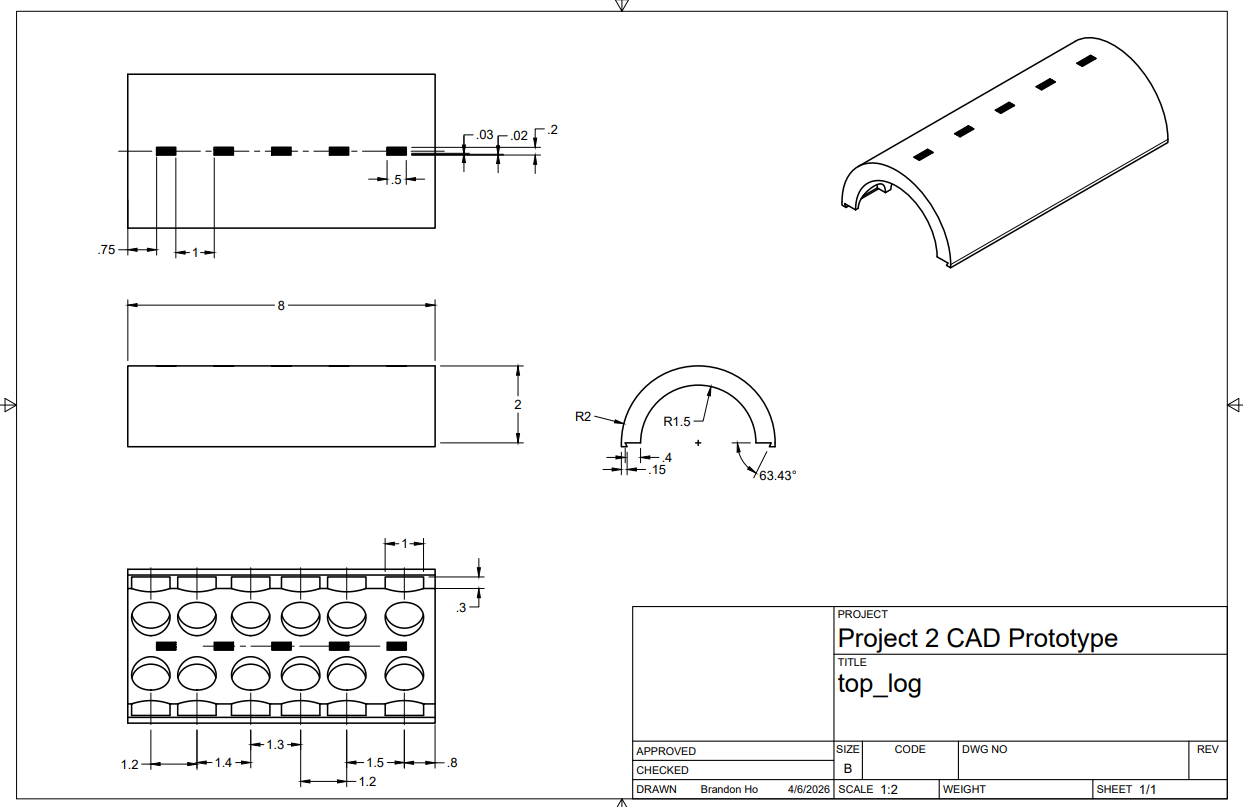 .03
.02
.2
.5
.75
1
8
2
R2
R1.5
.4
.15
63.43°
1
.3
1.3
1.2
1.4
1.5
.8
1.2
PROJECT
Project 2 CAD Prototype
TITLE
top_log
APPROVED
SIZE CODE DWG NO REV
CHECKED
B
DRAWN Brandon Ho 4/6/2026 SCALE 1:2 WEIGHT SHEET 1/1